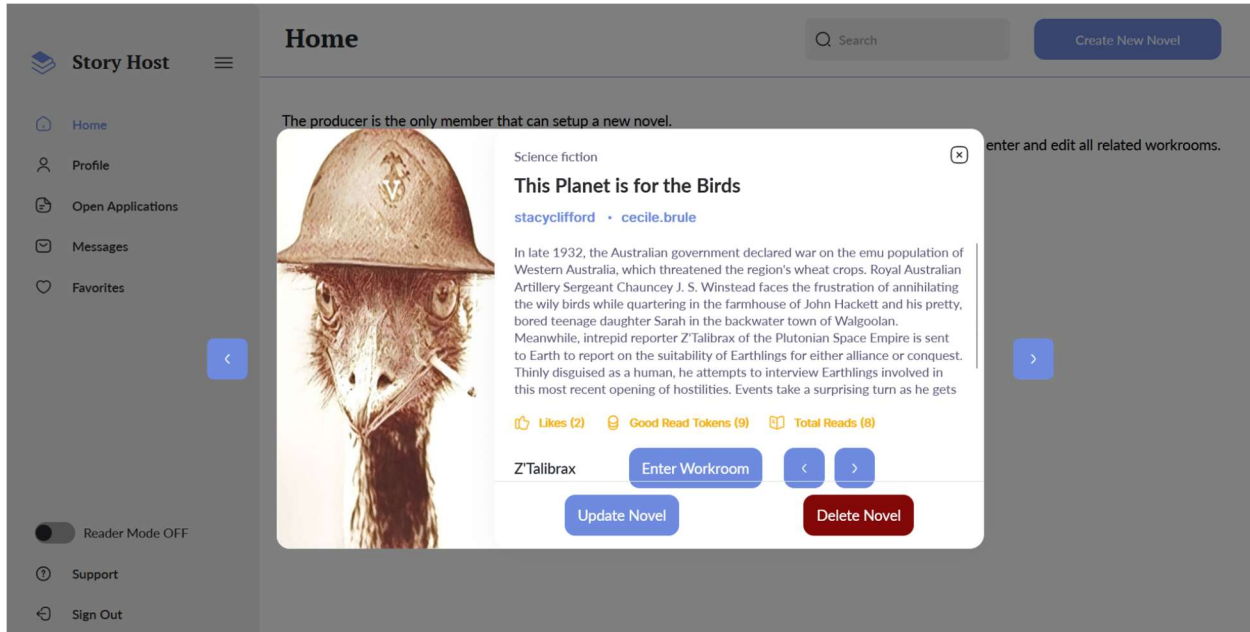 Story Host
Home
Profile
Open Applications
Messages
Favorites
Reader Mode OFF
Support
Sign Out
Home
Search
Create New Novel
The producer is the only member that can setup a new novel.
enter and edit all related workrooms.
V
Science fiction
This Planet is for the Birds
stacyclifford • cecile.brule
In late 1932, the Australian government declared war on the emu population of
Western Australia, which threatened the region's wheat crops. Royal Australian
Artillery Sergeant Chauncey J. S. Winstead faces the frustration of annihilating
the wily birds while quartering in the farmhouse of John Hackett and his pretty,
bored teenage daughter Sarah in the backwater town of Walgoolan.
Meanwhile, intrepid reporter Z'Talibrax of the Plutonian Space Empire is sent
to Earth to report on the suitability of Earthlings for either alliance or conquest.
Thinly disguised as a human, he attempts to interview Earthlings involved in
this most recent opening of hostilities. Events take a surprising turn as he gets
Likes (2) Good Read Tokens (9) Total Reads (8)
Z'Talibrax Enter Workroom
Update Novel Delete Novel